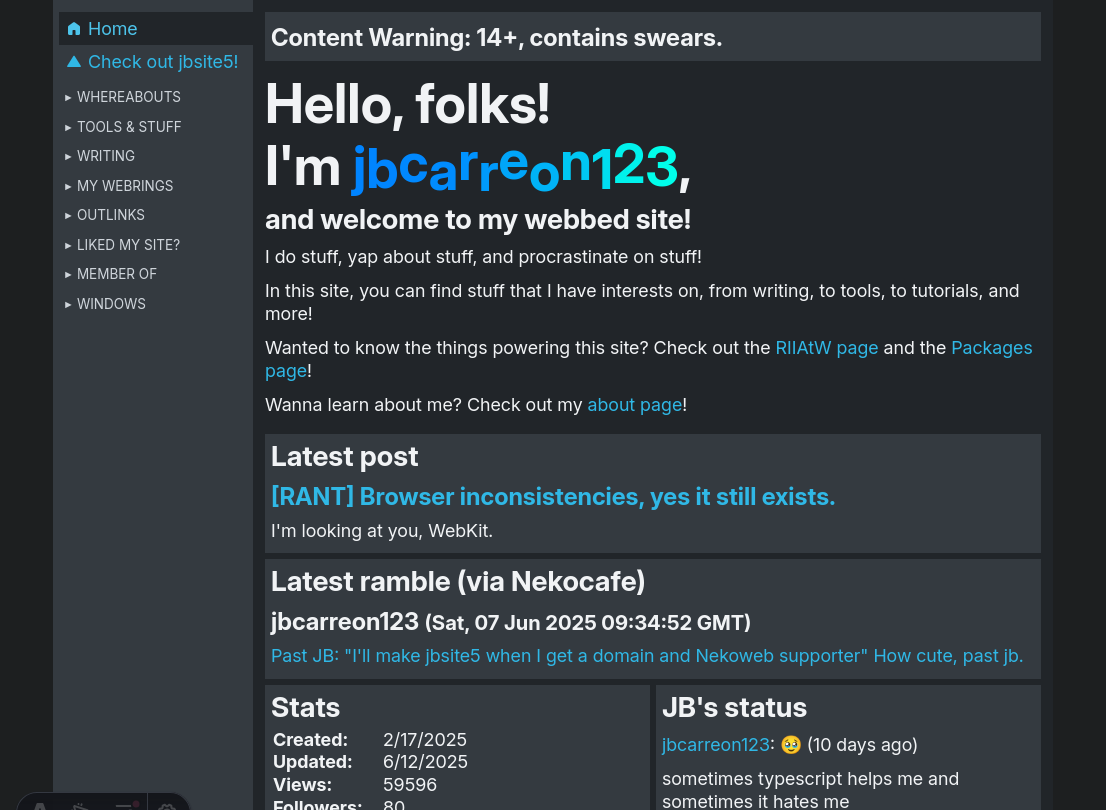 Home
Check out jbsite5!
▸ WHEREABOUTS
▸ TOOLS & STUFF
▸ WRITING
▸ MY WEBRINGS
▸ OUTLINKS
▸ LIKED MY SITE?
▸ MEMBER OF
▸ WINDOWS
Content Warning: 14+, contains swears.
Hello, folks!
I'm jbcarreon123,
and welcome to my webbed site!
I do stuff, yap about stuff, and procrastinate on stuff!
In this site, you can find stuff that I have interests on, from writing, to tools, to tutorials, and
more!
Wanted to know the things powering this site? Check out the RIIAtW page and the Packages
page!
Wanna learn about me? Check out my about page!
Latest post
[RANT] Browser inconsistencies, yes it still exists.
I'm looking at you, WebKit.
Latest ramble (via Nekocafe)
jbcarreon123 (Sat, 07 Jun 2025 09:34:52 GMT)
Past JB: "I'll make jbsite5 when I get a domain and Nekoweb supporter" How cute, past jb.
Stats
Created: 2/17/2025
Updated: 6/12/2025
Views: 59596
Followers: 80
JB's status
jbcarreon123: 🥹 (10 days ago)
sometimes typescript helps me and
sometimes it hates me